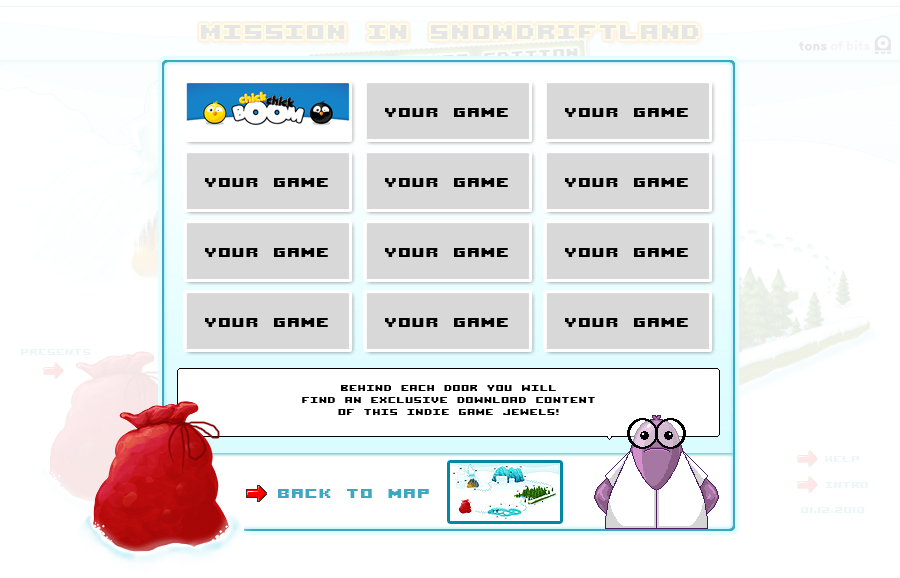 MISSION IN SNOWDRIFTLAND
EDITION
tons of bits
chick chick
BOOM
YOUR GAME
YOUR GAME
YOUR GAME
YOUR GAME
YOUR GAME
YOUR GAME
YOUR GAME
YOUR GAME
YOUR GAME
YOUR GAME
YOUR GAME
PRESENTS
BEHIND EACH DOOR YOU WILL
FIND AN EXCLUSIVE DOWNLOAD CONTENT
OF THIS INDIE GAME JEWELS!
HELP
BACK TO MAP
INTRO
01.12.2010